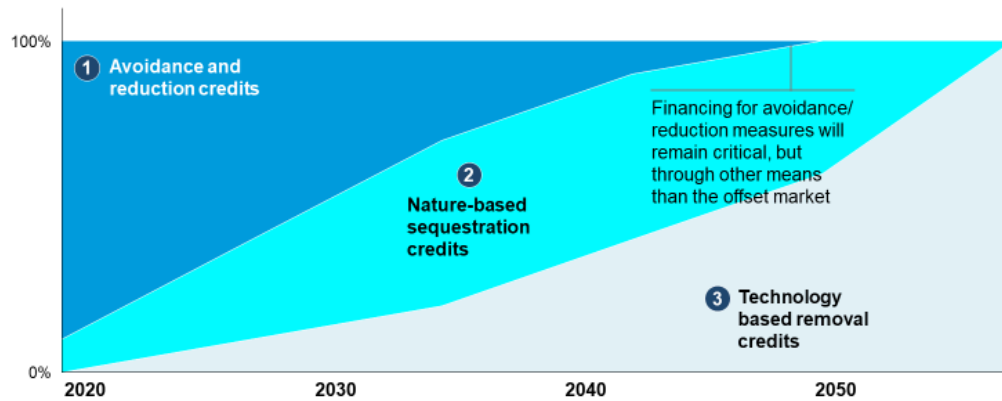 100%
1 Avoidance and
reduction credits
2
Nature-based
sequestration
credits
Financing for avoidance/
reduction measures will
remain critical, but
through other means
than the offset market
3 Technology
based removal
credits
0%
2020 2030 2040 2050